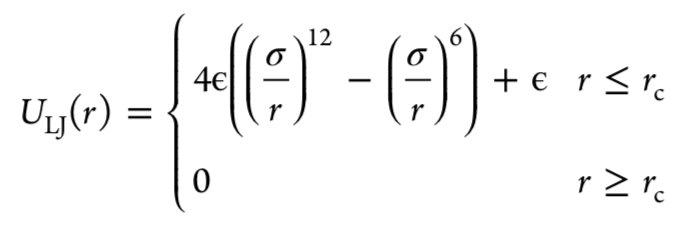 U_LJ(r) = { 4ϵ((σ/r)^12 − (σ/r)^6) + ϵ   r ≤ r_c
0   r ≥ r_c